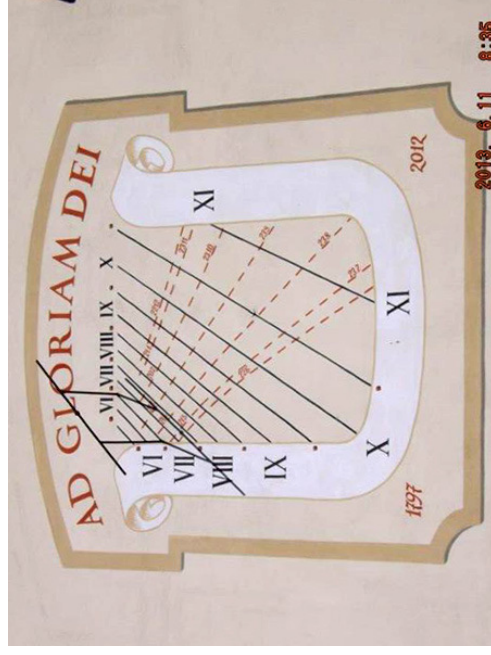 AD GLORIAM DEI
VI VII VIII IX X
XI
VI
VII
VIII
IX
X
XI
1797
2012
2013. 6.11 8:35